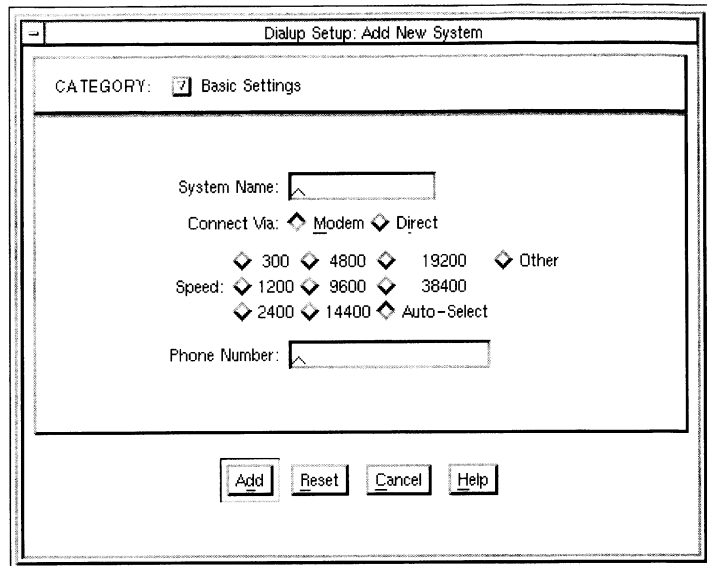 Dialup Setup: Add New System
CATEGORY: Basic Settings
System Name:
Connect Via: Modem Direct
300 4800 19200 Other
Speed: 1200 9600 38400
2400 14400 Auto-Select
Phone Number:
Add Reset Cancel Help